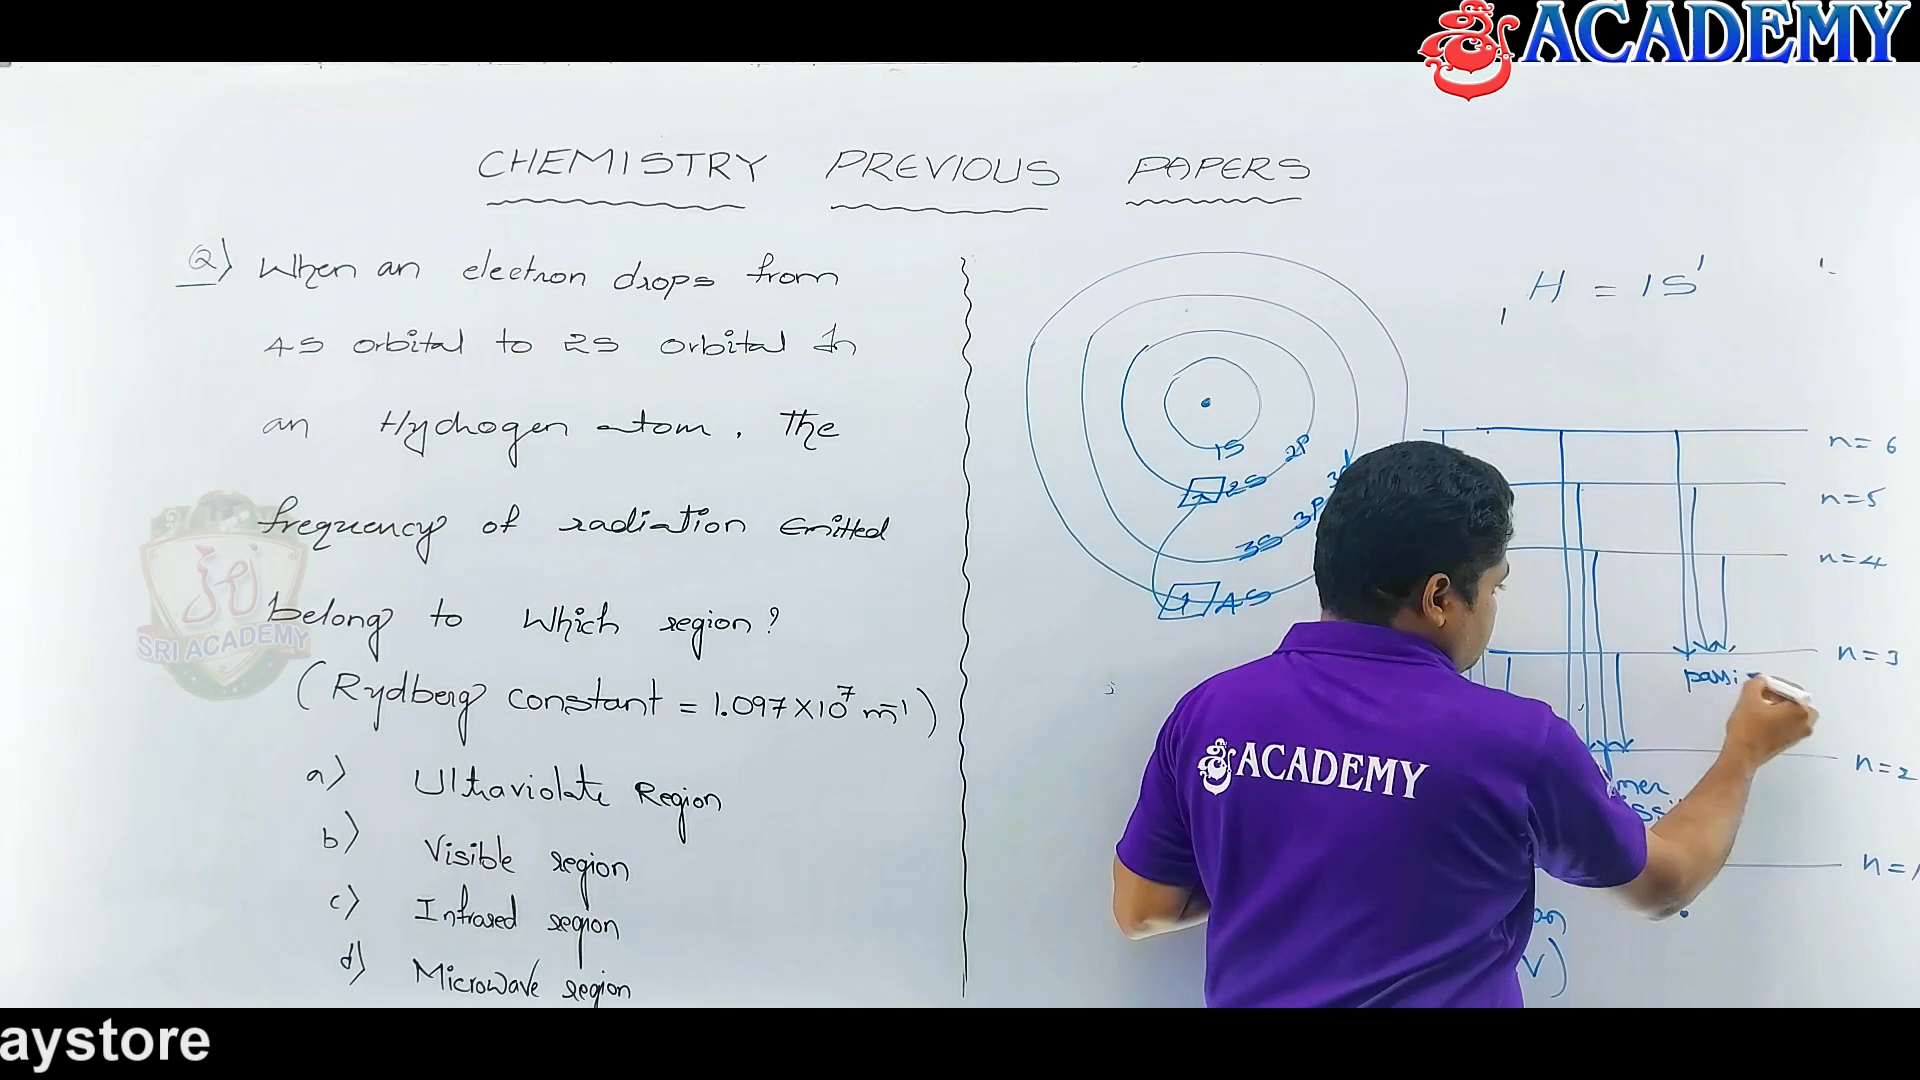 శ్రీ ACADEMY
CHEMISTRY PREVIOUS PAPERS
Q) When an electron drops from
4S orbital to 2S orbital In
an Hydrogen atom. The
frequency of radiation Emitted
belong to which region?
(Rydberg constant = 1.097 X 10⁷ m⁻¹)
a) Ultraviolate Region
b) Visible region
c) Infrared region
d) Microwave region
SRI ACADEMY
H = 1S¹
1S
2S 2P
3S 3P
4S
n = 6
n = 5
n = 4
n = 3
n = 2
n = 1
శ్రీ ACADEMY
aystore